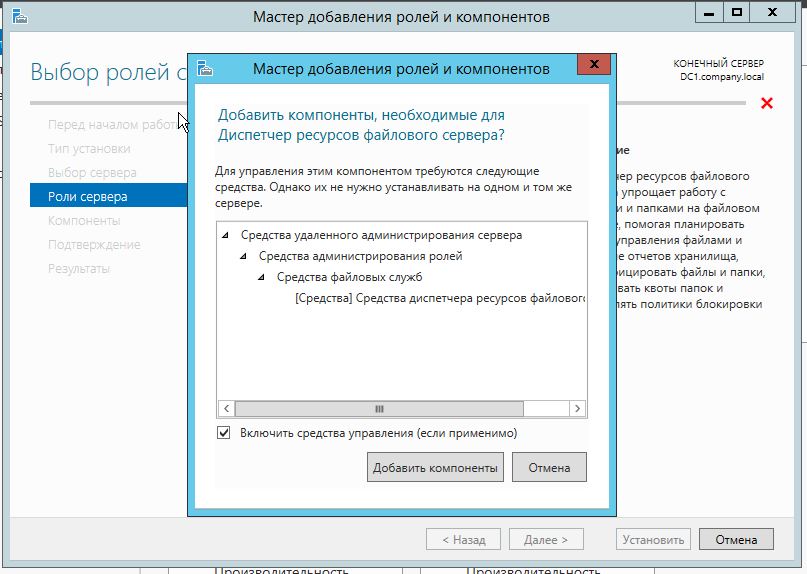 Мастер добавления ролей и компонентов
Выбор ролей с
КОНЕЧНЫЙ СЕРВЕР
DC1.company.local
Перед началом работ
Тип установки
Выбор сервера
Роли сервера
Компоненты
Подтверждение
Результаты
Мастер добавления ролей и компонентов
Добавить компоненты, необходимые для
Диспетчер ресурсов файлового сервера?
Для управления этим компонентом требуются следующие
средства. Однако их не нужно устанавливать на одном и том же
сервере.
Средства удаленного администрирования сервера
Средства администрирования ролей
Средства файловых служб
[Средства] Средства диспетчера ресурсов файловог
Включить средства управления (если применимо)
Добавить компоненты
Отмена
ие
ер ресурсов файлового
упрощает работу с
и и папками на файловом
, помогая планировать
управления файлами и
е отчетов хранилища,
фицировать файлы и папки,
вать квоты папок и
лять политики блокировки
< Назад
Далее >
Установить
Отмена
Производительность
Производительность